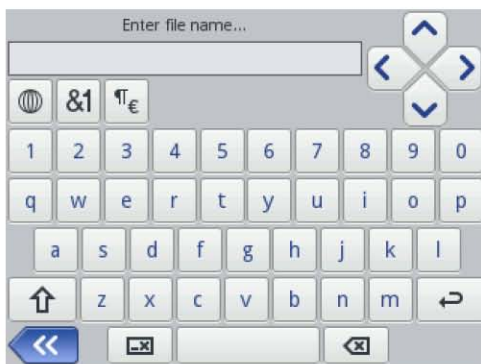 Enter file name...
&1 ¶€
1 2 3 4 5 6 7 8 9 0
q w e r t y u i o p
a s d f g h j k l
z x c v b n m